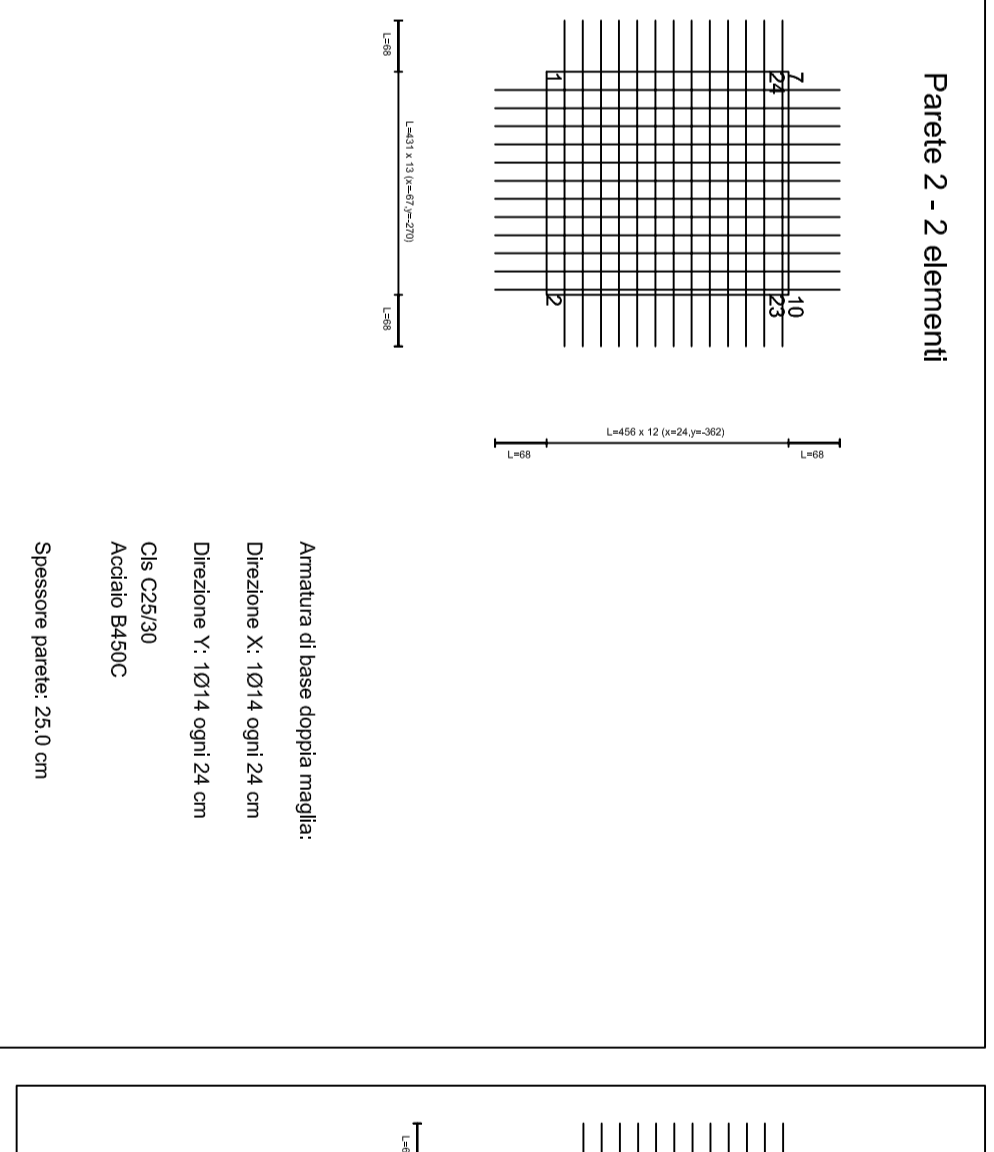 Parete 2 - 2 elementi
7
24
1
10
23
2
L=68
L=431 x 13 (x=-67,y=-270)
L=68
L=68
L=456 x 12 (x=24,y=-362)
L=68
Armatura di base doppia maglia:
Direzione X: 1Ø14 ogni 24 cm
Direzione Y: 1Ø14 ogni 24 cm
Cls C25/30
Acciaio B450C
Spessore parete: 25.0 cm